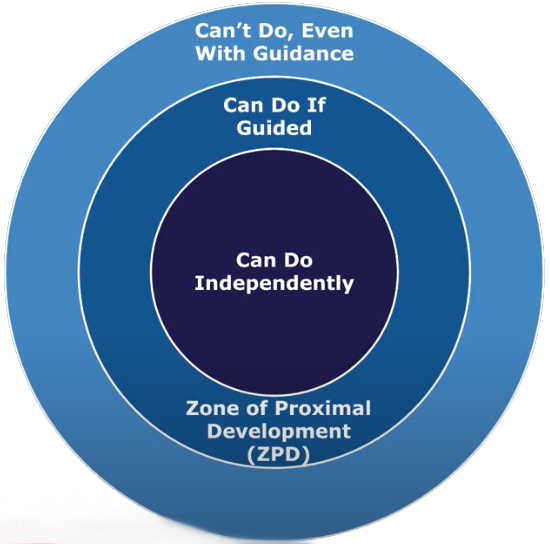 Can’t Do, Even
With Guidance
Can Do If
Guided
Can Do
Independently
Zone of Proximal
Development
(ZPD)